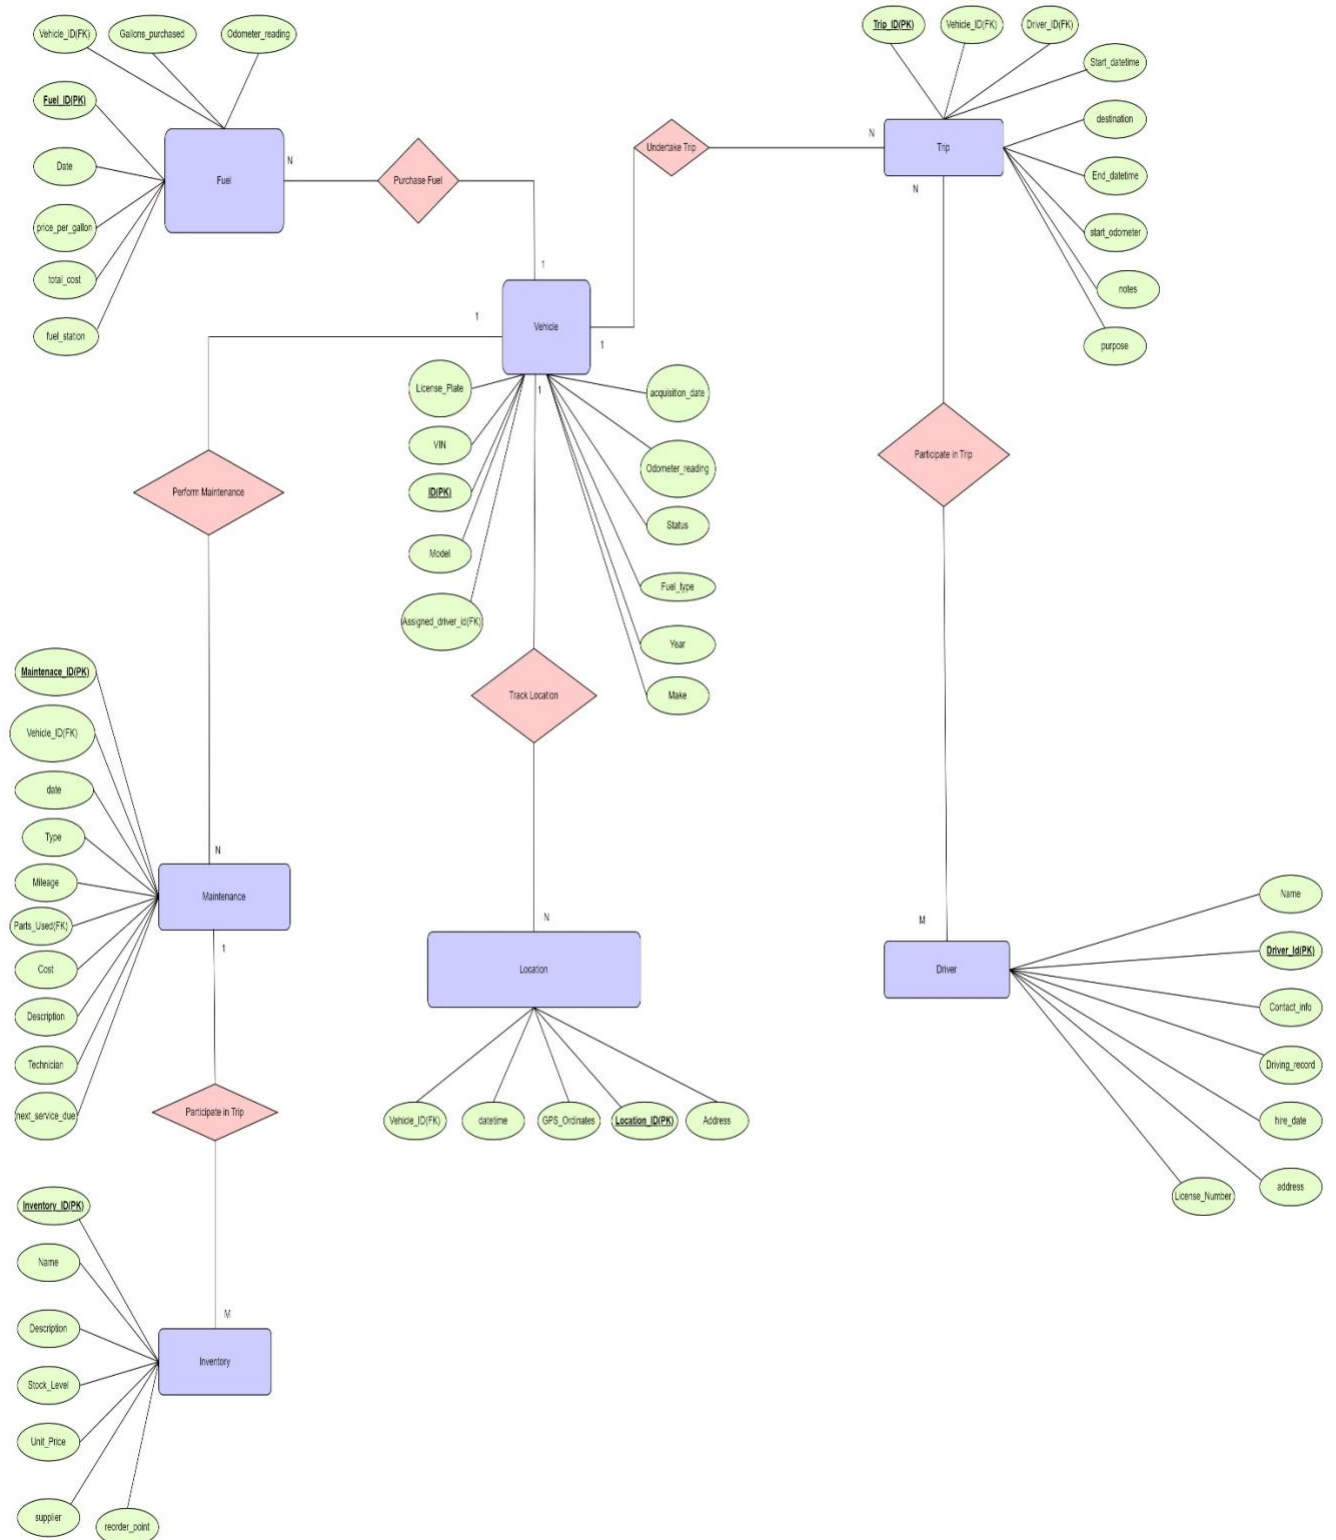 Vehicle_ID(FK)
Gallons_purchased
Odometer_reading
Fuel_ID(PK)
Date
price_per_gallon
total_cost
fuel_station
Fuel
N
Purchase Fuel
1
Trip_ID(PK)
Vehicle_ID(FK)
Driver_ID(FK)
Start_datetime
destination
End_datetime
start_odometer
notes
purpose
Undertake Trip
N
Trip
N
1
Vehicle
1
1
License_Plate
VIN
ID(PK)
Model
Assigned_driver_id(FK)
acquisition_date
Odometer_reading
Status
Fuel_type
Year
Make
Perform Maintenance
Participate in Trip
Track Location
Maintenace_ID(PK)
Vehicle_ID(FK)
date
Type
Mileage
Parts_Used(FK)
Cost
Description
Technician
next_service_due
N
Maintenance
1
Participate in Trip
N
Location
Vehicle_ID(FK)
datetime
GPS_Ordinates
Location_ID(PK)
Address
M
Driver
Name
Driver_Id(PK)
Contact_info
Driving_record
hire_date
address
License_Number
Inventory_ID(PK)
Name
Description
Stock_Level
Unit_Price
supplier
reorder_point
M
Inventory